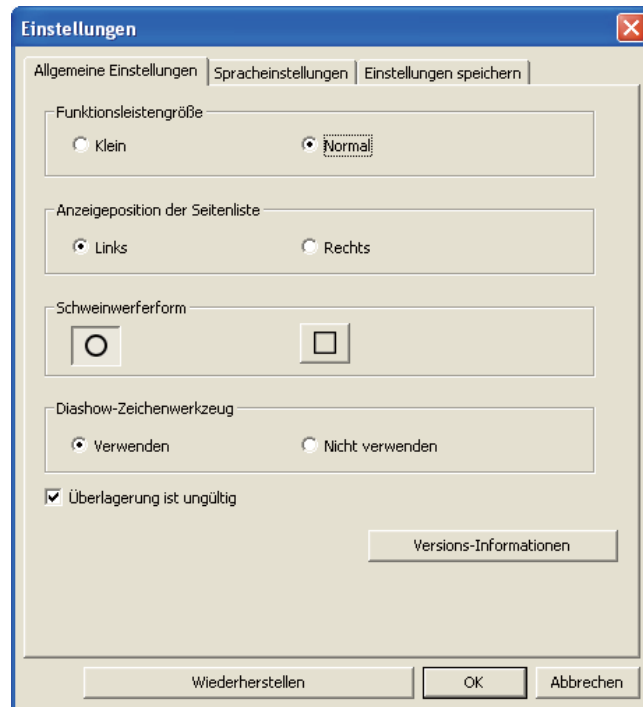 Einstellungen
Allgemeine Einstellungen Spracheinstellungen Einstellungen speichern
Funktionsleistengröße
Klein Normal
Anzeigeposition der Seitenliste
Links Rechts
Schweinwerferform
Diashow-Zeichenwerkzeug
Verwenden Nicht verwenden
Überlagerung ist ungültig
Versions-Informationen
Wiederherstellen OK Abbrechen